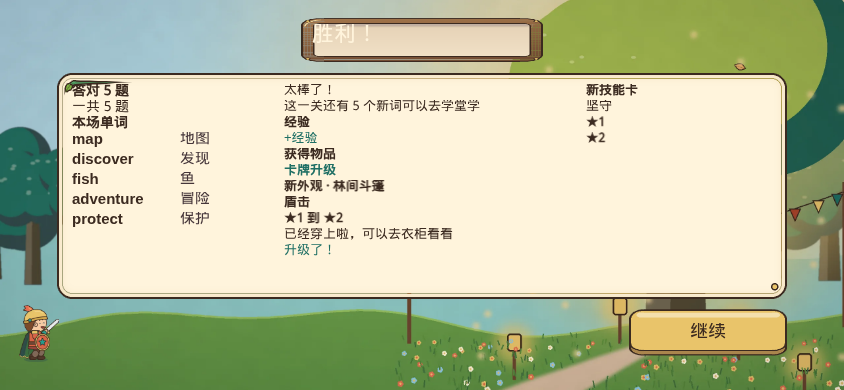 胜利！
答对 5 题
一共 5 题
本场单词
map 地图
discover 发现
fish 鱼
adventure 冒险
protect 保护
太棒了！
这一关还有 5 个新词可以去学堂学
经验
+经验
获得物品
卡牌升级
新外观 · 林间斗篷
盾击
★1 到 ★2
已经穿上啦，可以去衣柜看看
升级了！
新技能卡
坚守
★1
★2
继续